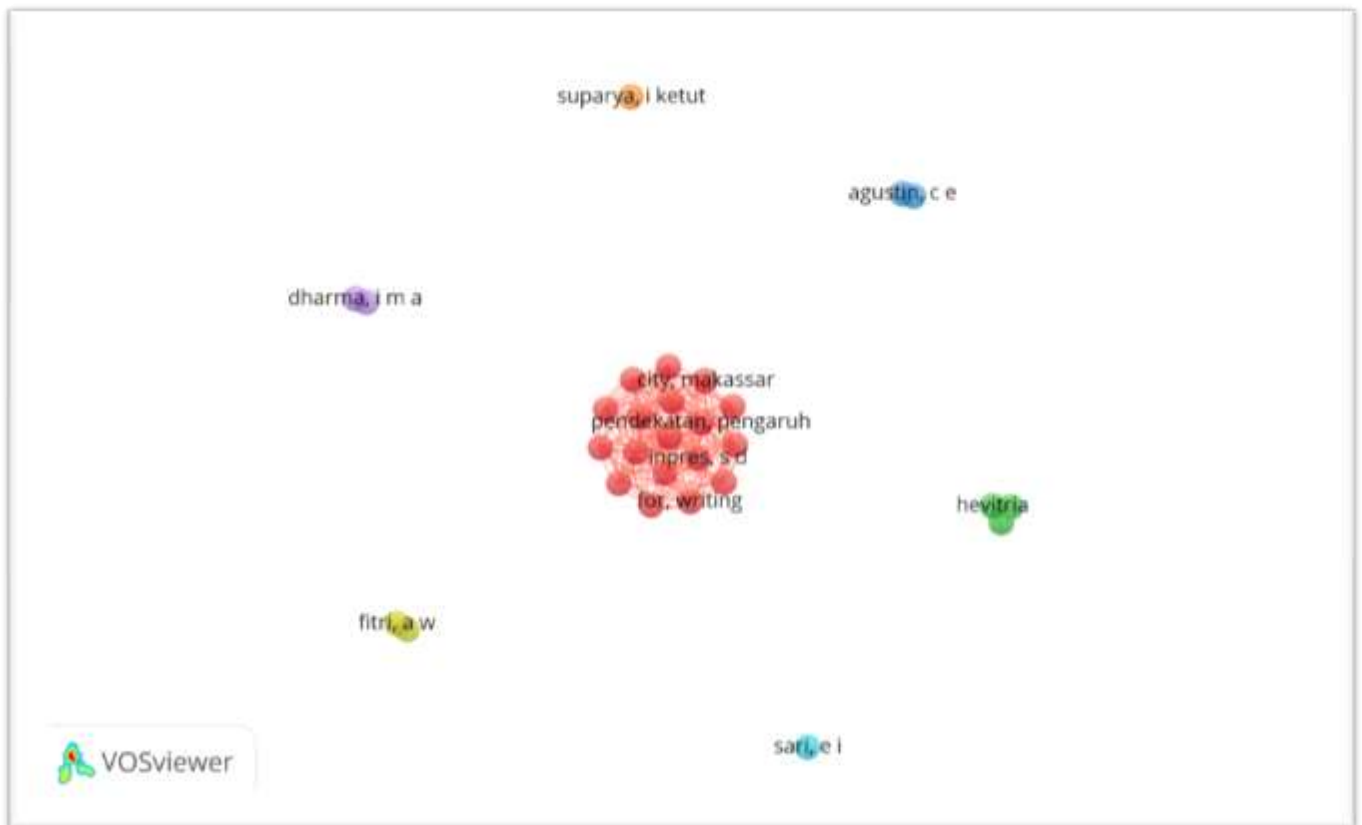 suparya, i ketut
agustin, c e
dharma, i m a
city, makassar
pendekatan, pengaruh
inpres, s d
for, writing
hevitria
fitri, a w
sari, e i
VOSviewer